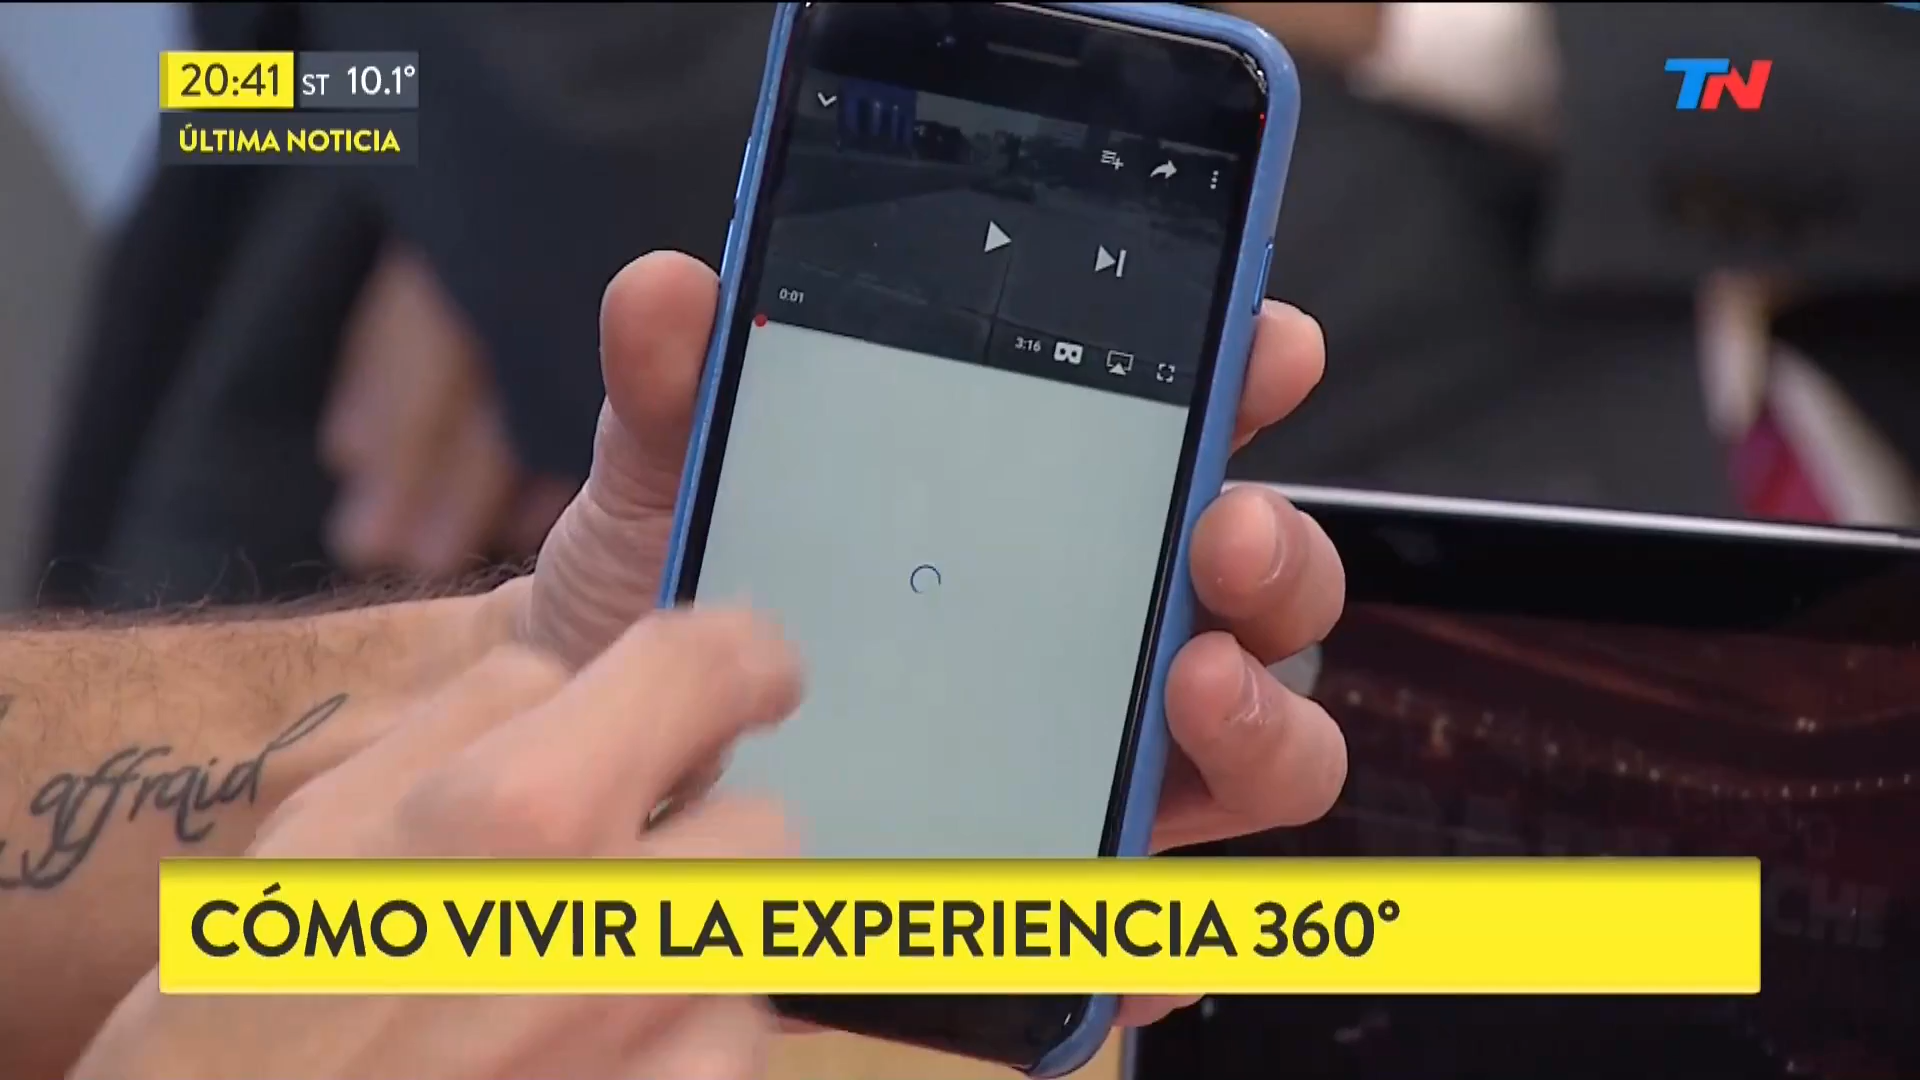 20:41 ST 10.1°
ÚLTIMA NOTICIA
TN
0:01
3:16
affraid
CÓMO VIVIR LA EXPERIENCIA 360°